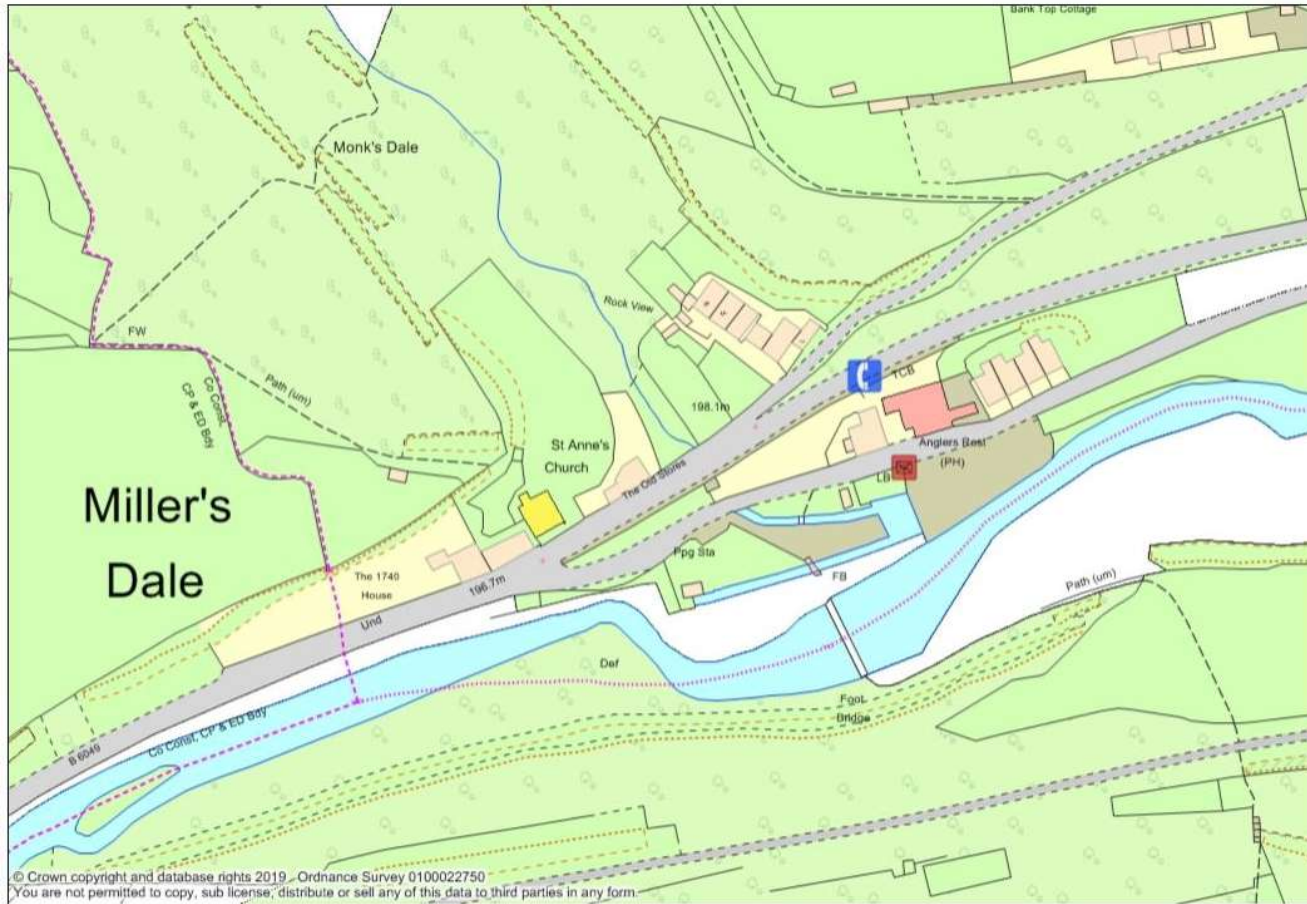 Bank Top Cottage
Monk's Dale
Rock View
FW
Path (um)
Co Const,
CP & ED Bdy
198.1m
TCB
St Anne's
Church
The Old Stores
Anglers Rest
(PH)
LB
Miller's
Dale
The 1740
House
196.7m
Ppg Sta
FB
Path (um)
Und
Def
Foot
Bridge
B 6049
Co Const, CP & ED Bdy
© Crown copyright and database rights 2019 Ordnance Survey 0100022750
You are not permitted to copy, sub license, distribute or sell any of this data to third parties in any form.